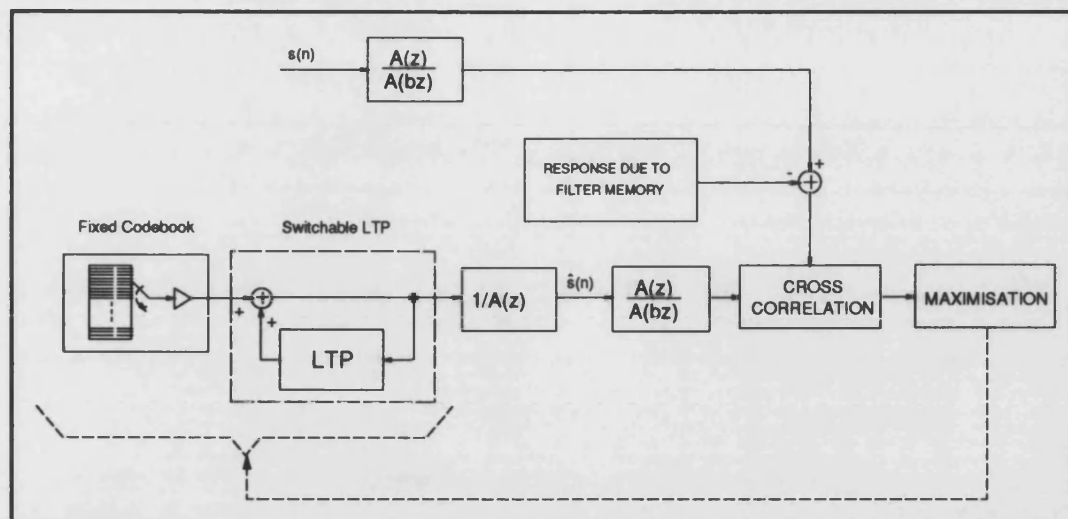 s(n)
A(z)
A(bz)
RESPONSE DUE TO
FILTER MEMORY
-
+
Fixed Codebook
Switchable LTP
+
+
LTP
1/A(z)
ŝ(n)
A(z)
A(bz)
CROSS
CORRELATION
MAXIMISATION